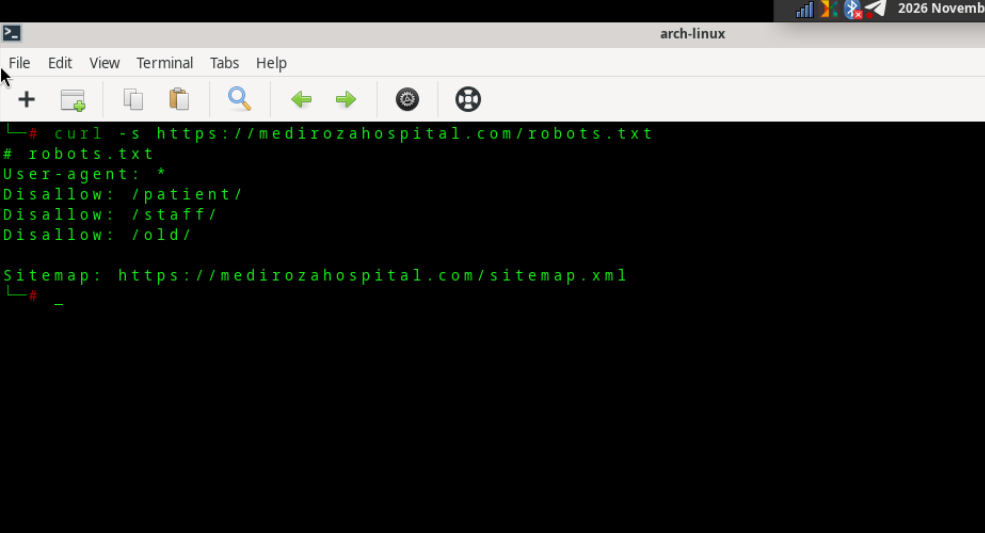 2026 Novemb
arch-linux
File Edit View Terminal Tabs Help
└─# curl -s https://medirozahospital.com/robots.txt
# robots.txt
User-agent: *
Disallow: /patient/
Disallow: /staff/
Disallow: /old/
Sitemap: https://medirozahospital.com/sitemap.xml
└─# _